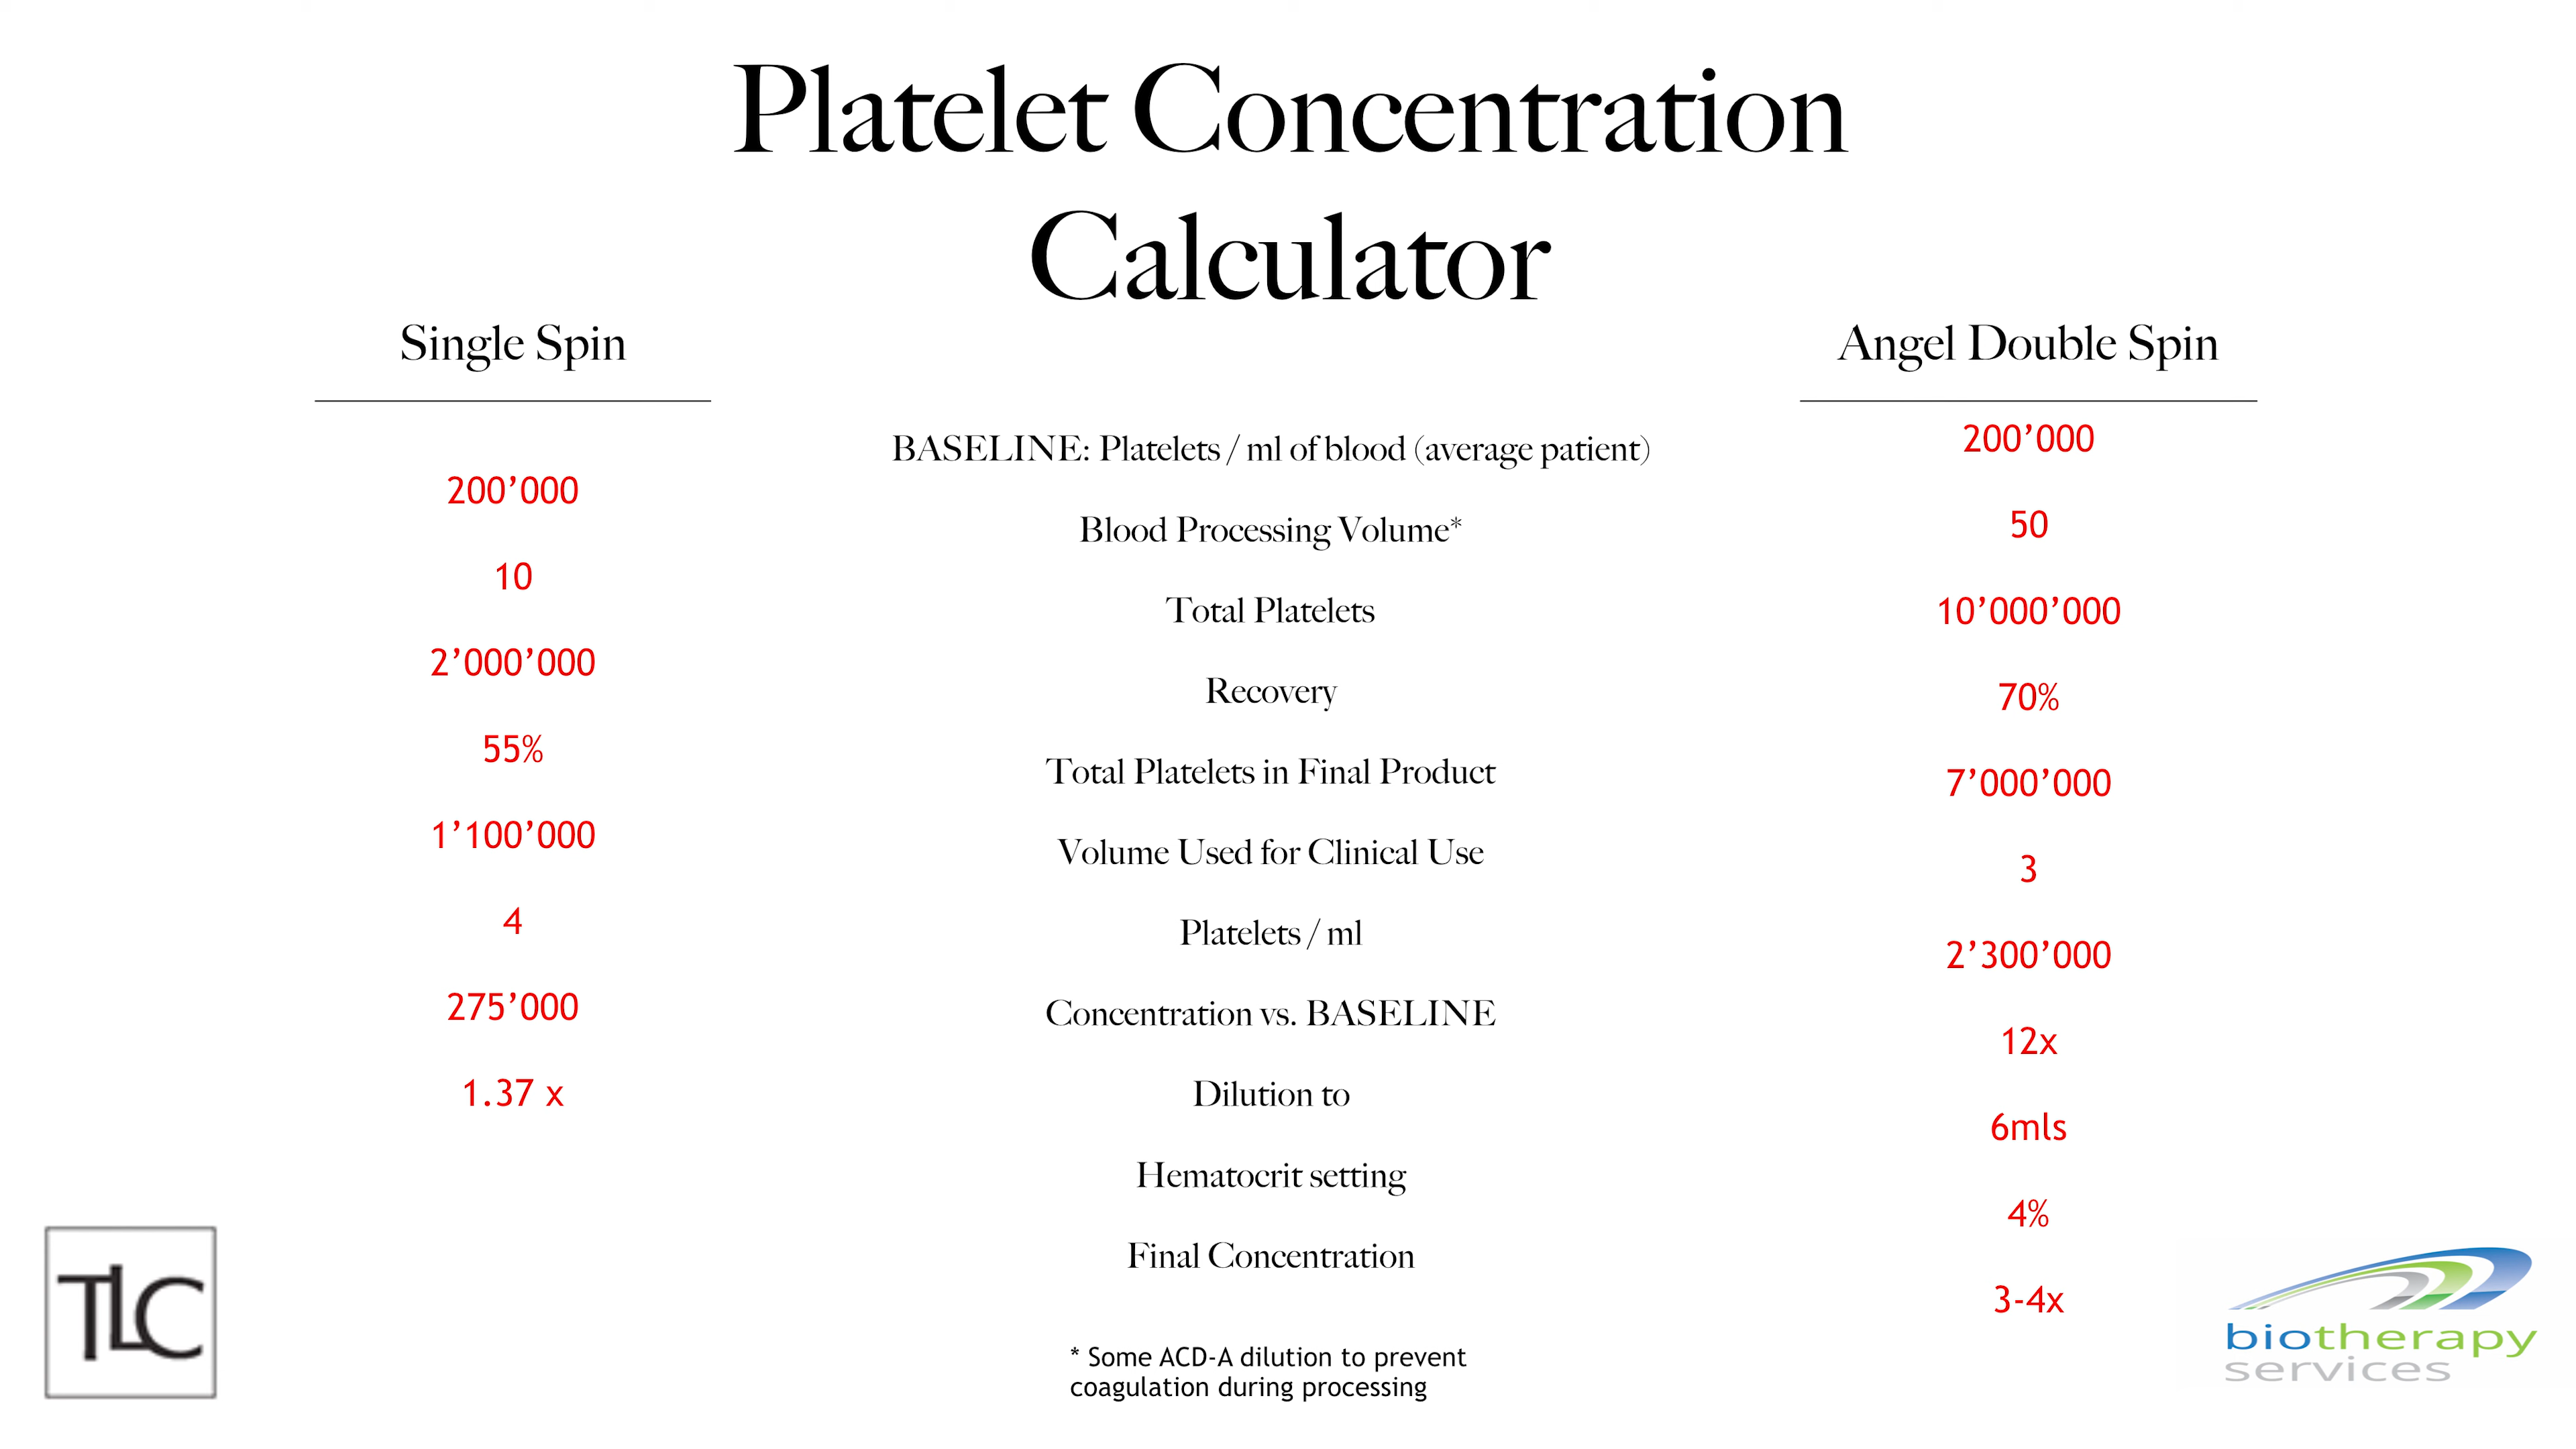 Platelet Concentration
Calculator
Single Spin
200’000
10
2’000’000
55%
1’100’000
4
275’000
1.37 x
BASELINE: Platelets / ml of blood (average patient)
Blood Processing Volume*
Total Platelets
Recovery
Total Platelets in Final Product
Volume Used for Clinical Use
Platelets / ml
Concentration vs. BASELINE
Dilution to
Hematocrit setting
Final Concentration
* Some ACD-A dilution to prevent
coagulation during processing
Angel Double Spin
200’000
50
10’000’000
70%
7’000’000
3
2’300’000
12x
6mls
4%
3-4x
TLC
biotherapy
services